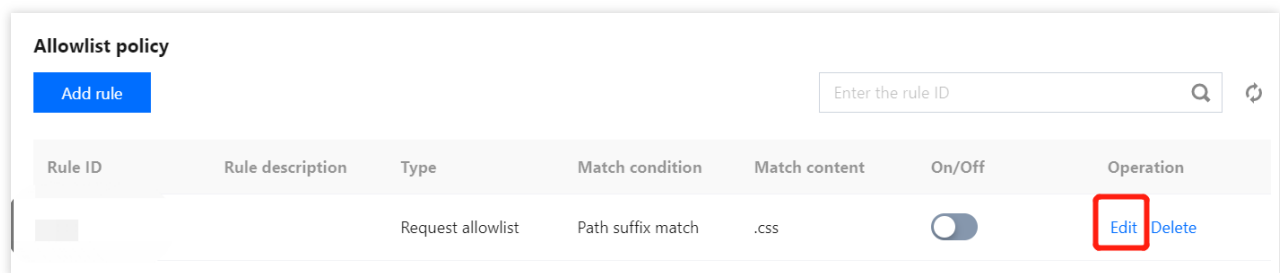 Allowlist policy
Add rule
Enter the rule ID
Rule ID Rule description Type Match condition Match content On/Off Operation
Request allowlist Path suffix match .css Edit Delete